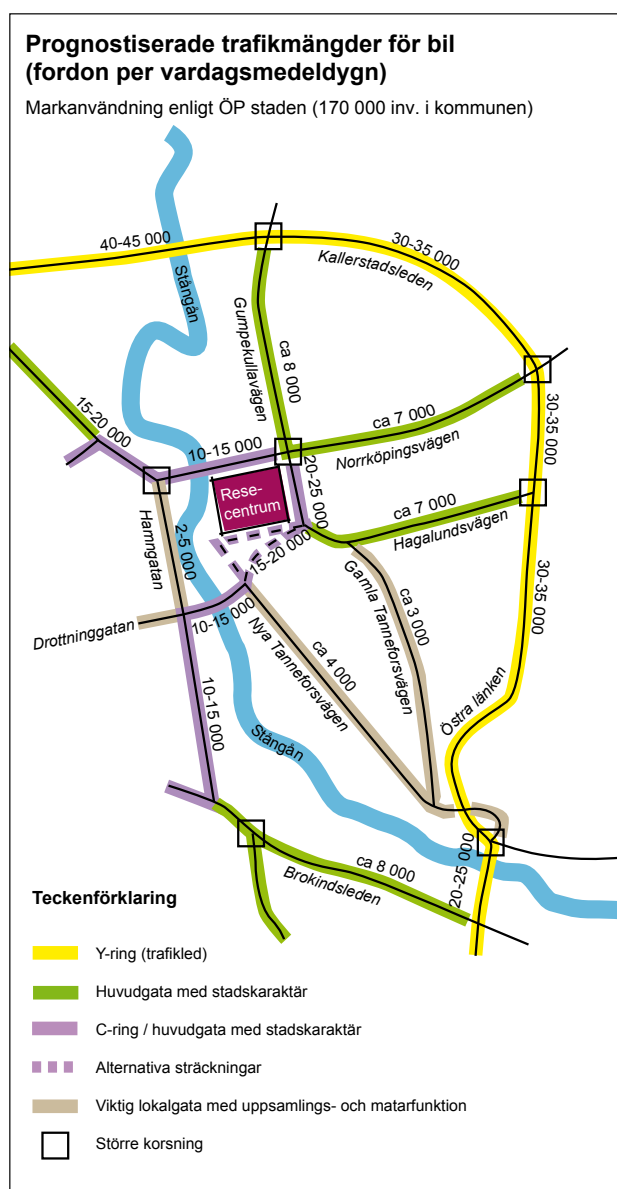 Prognostiserade trafikmängder för bil
(fordon per vardagsmedeldygn)
Markanvändning enligt ÖP staden (170 000 inv. i kommunen)
40-45 000
30-35 000
Kallerstadsleden
Stångån
Gumpekullavägen
ca 8 000
15-20 000
10-15 000
ca 7 000
Norrköpingsvägen
30-35 000
20-25 000
Rese-
centrum
ca 7 000
Hagalundsvägen
Hamngatan
2-5 000
15-20 000
Gamla Tanneforsvägen
ca 3 000
30-35 000
Drottninggatan
10-15 000
Nya Tanneforsvägen
ca 4 000
10-15 000
Östra länken
Stångån
ca 8 000
Brokindsleden
20-25 000
Teckenförklaring
Y-ring (trafikled)
Huvudgata med stadskaraktär
C-ring / huvudgata med stadskaraktär
Alternativa sträckningar
Viktig lokalgata med uppsamlings- och matarfunktion
Större korsning